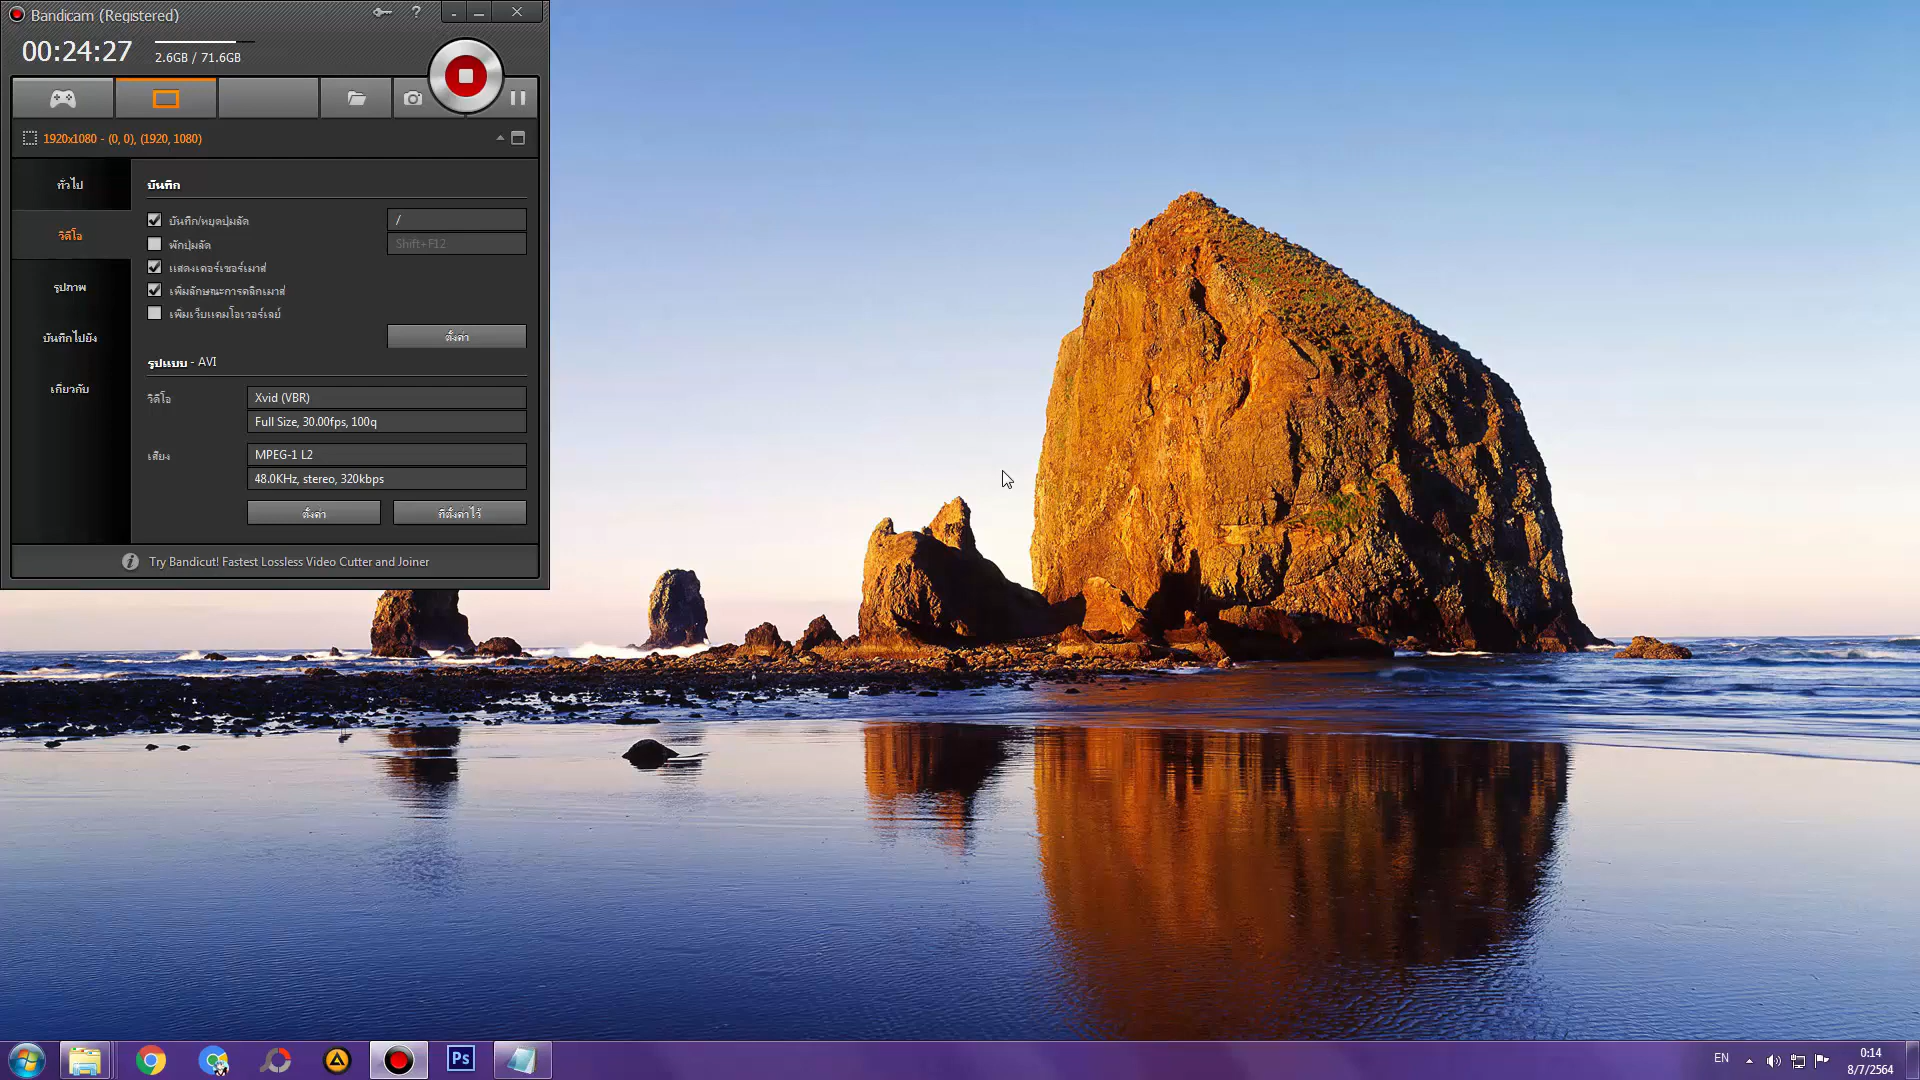 Bandicam (Registered)
00:24:27
2.6GB / 71.6GB
1920x1080 - (0, 0), (1920, 1080)
ทั่วไป
วิดีโอ
รูปภาพ
บันทึกไปยัง
เกี่ยวกับ
บันทึก
บันทึก/หยุดปุ่มลัด
/
พักปุ่มลัด
Shift+F12
แสดงเคอร์เซอร์เมาส์
เพิ่มลักษณะการคลิกเมาส์
เพิ่มเว็บแคมโอเวอร์เลย์
ตั้งค่า
รูปแบบ - AVI
วิดีโอ
Xvid (VBR)
Full Size, 30.00fps, 100q
เสียง
MPEG-1 L2
48.0KHz, stereo, 320kbps
ตั้งค่า
ที่ตั้งค่าไว้
Try Bandicut! Fastest Lossless Video Cutter and Joiner
Ps
EN
0:14
8/7/2564